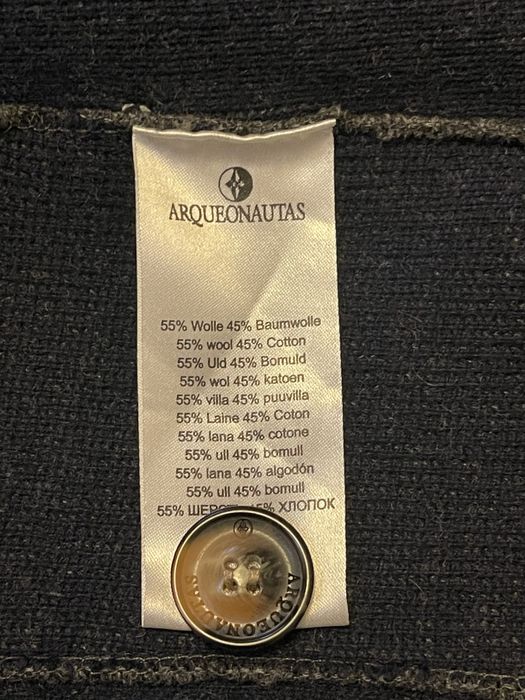 ARQUEONAUTAS
55% Wolle 45% Baumwolle
55% wool 45% Cotton
55% Uld 45% Bomuld
55% wol 45% katoen
55% villa 45% puuvilla
55% Laine 45% Coton
55% lana 45% cotone
55% ull 45% bomull
55% lana 45% algodón
55% ull 45% bomull
55% 45% ХЛОПОК
ARQUEONAUTAS